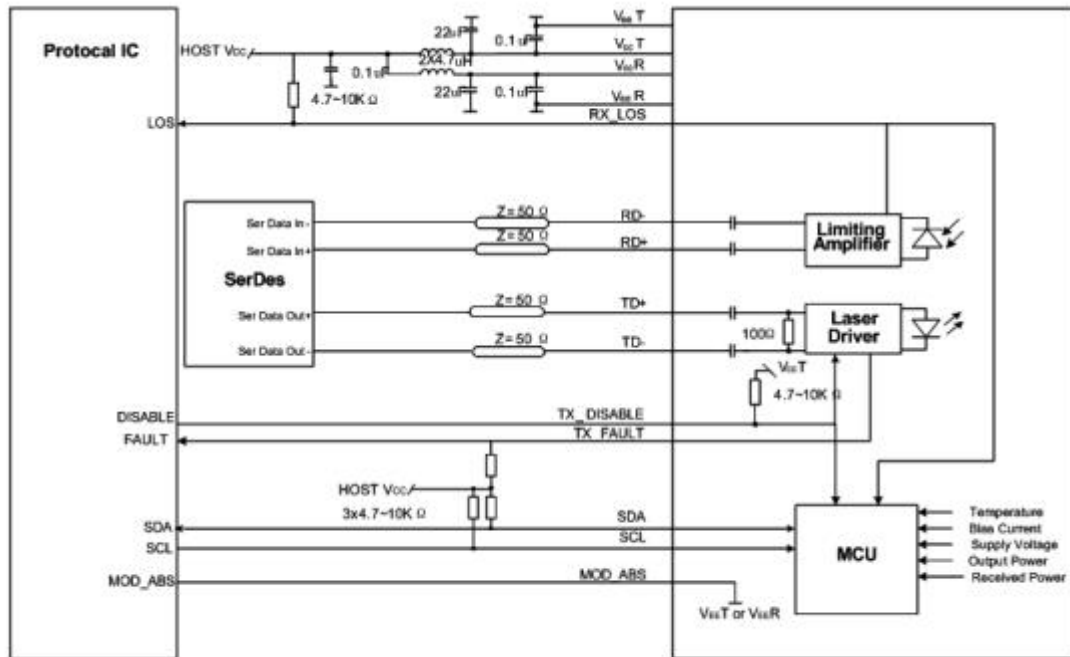 Protocal IC
HOST Vcc
22uF
0.1uF
VEE T
Vcc T
2X4.7uH
0.1uF
VccR
4.7~10K Ω
22uF
0.1uF
VEE R
LOS
RX_LOS
Ser Data In -
Z= 50 Ω
RD-
Ser Data In+
Z= 50 Ω
RD+
Limiting
Amplifier
SerDes
Ser Data Out+
Z= 50 Ω
TD+
Ser Data Out -
Z= 50 Ω
TD-
100Ω
Laser
Driver
4.7~10K Ω
DISABLE
TX_DISABLE
FAULT
TX_FAULT
HOST Vcc
3x4.7~10K Ω
SDA
SDA
SCL
SCL
MCU
Temperature
Bias Current
Supply Voltage
Output Power
Received Power
MOD_ABS
MOD_ABS
VEET or VEER